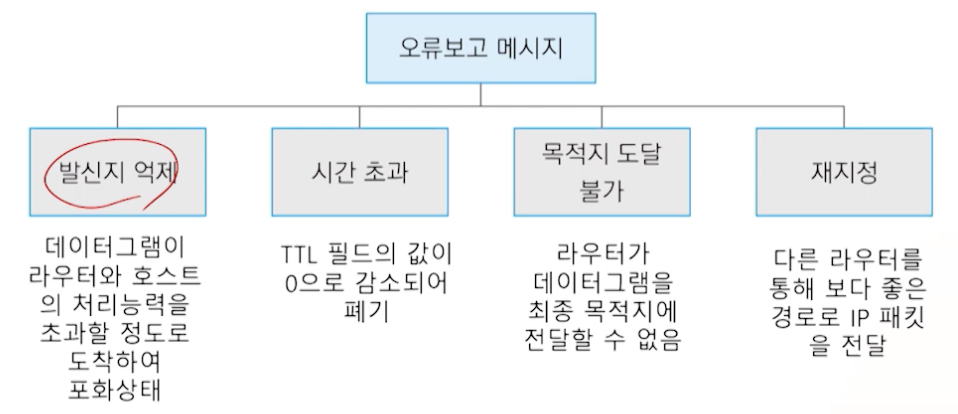 오류보고 메시지
발신지 억제
시간 초과
목적지 도달
불가
재지정
데이터그램이
라우터와 호스트
의 처리능력을
초과할 정도로
도착하여
포화상태
TTL 필드의 값이
0으로 감소되어
폐기
라우터가
데이터그램을
최종 목적지에
전달할 수 없음
다른 라우터를
통해 보다 좋은
경로로 IP 패킷
을 전달